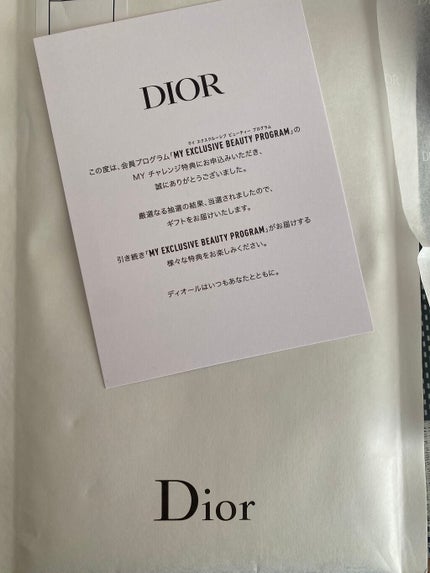 DIOR
マイ エクスクルーシブ ビューティー プログラム
この度は、会員プログラム「MY EXCLUSIVE BEAUTY PROGRAM」の
MY チャレンジ特典にお申込みいただき、
誠にありがとうございました。
厳選なる抽選の結果、当選されましたので、
ギフトをお届けいたします。
引き続き「MY EXCLUSIVE BEAUTY PROGRAM」がお届けする
様々な特典をお楽しみください。
ディオールはいつもあなたとともに。
Dior